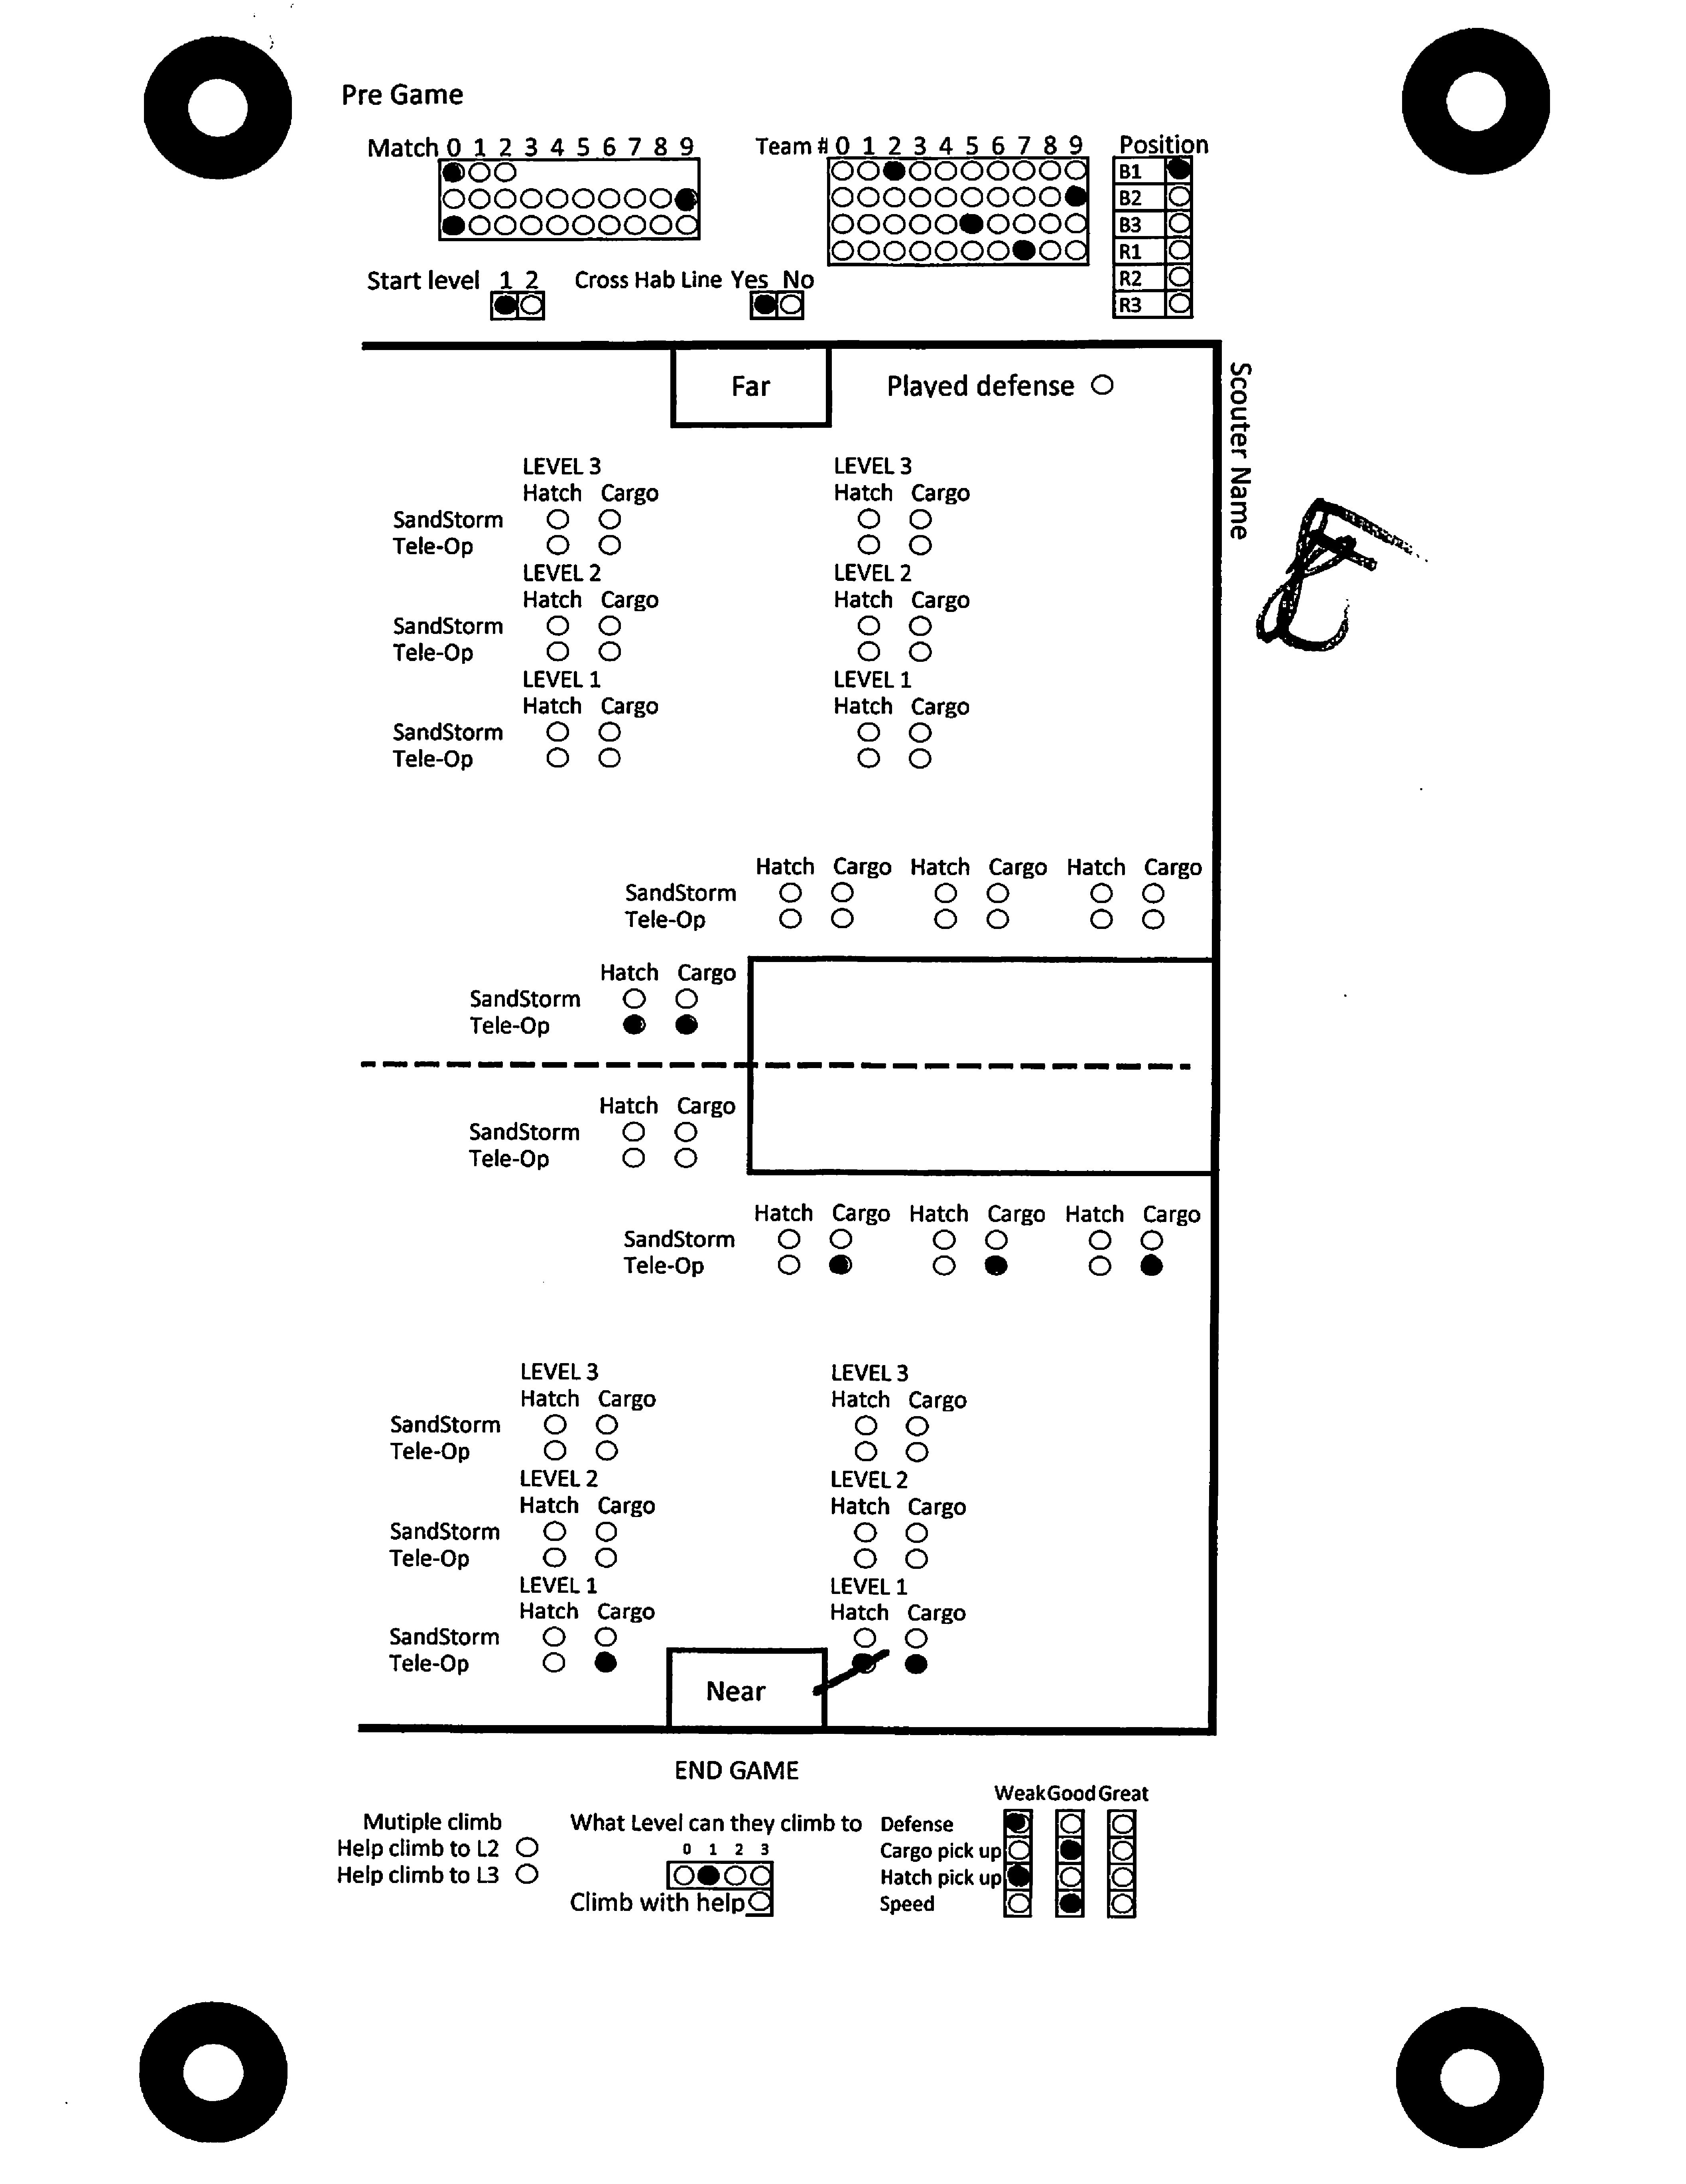 Pre Game
Match 0 1 2 3 4 5 6 7 8 9
Team # 0 1 2 3 4 5 6 7 8 9
Position
B1
B2
B3
R1
R2
R3
Start level 1 2
Cross Hab Line Yes No
Far
Played defense
Scouter Name
LEVEL 3 LEVEL 3
Hatch Cargo Hatch Cargo
SandStorm
Tele-Op
LEVEL 2 LEVEL 2
Hatch Cargo Hatch Cargo
SandStorm
Tele-Op
LEVEL 1 LEVEL 1
Hatch Cargo Hatch Cargo
SandStorm
Tele-Op
Hatch Cargo Hatch Cargo Hatch Cargo
SandStorm
Tele-Op
Hatch Cargo
SandStorm
Tele-Op
Hatch Cargo
SandStorm
Tele-Op
Hatch Cargo Hatch Cargo Hatch Cargo
SandStorm
Tele-Op
LEVEL 3 LEVEL 3
Hatch Cargo Hatch Cargo
SandStorm
Tele-Op
LEVEL 2 LEVEL 2
Hatch Cargo Hatch Cargo
SandStorm
Tele-Op
LEVEL 1 LEVEL 1
Hatch Cargo Hatch Cargo
SandStorm
Tele-Op
Near
END GAME
Mutiple climb
Help climb to L2
Help climb to L3
What Level can they climb to
0 1 2 3
Climb with help
Weak Good Great
Defense
Cargo pick up
Hatch pick up
Speed